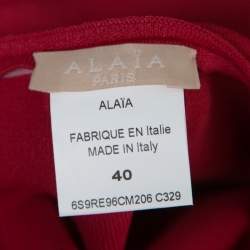 ALAÏA
PARIS
ALAÏA
FABRIQUE EN Italie
MADE IN Italy
40
6S9RE96CM206 C329